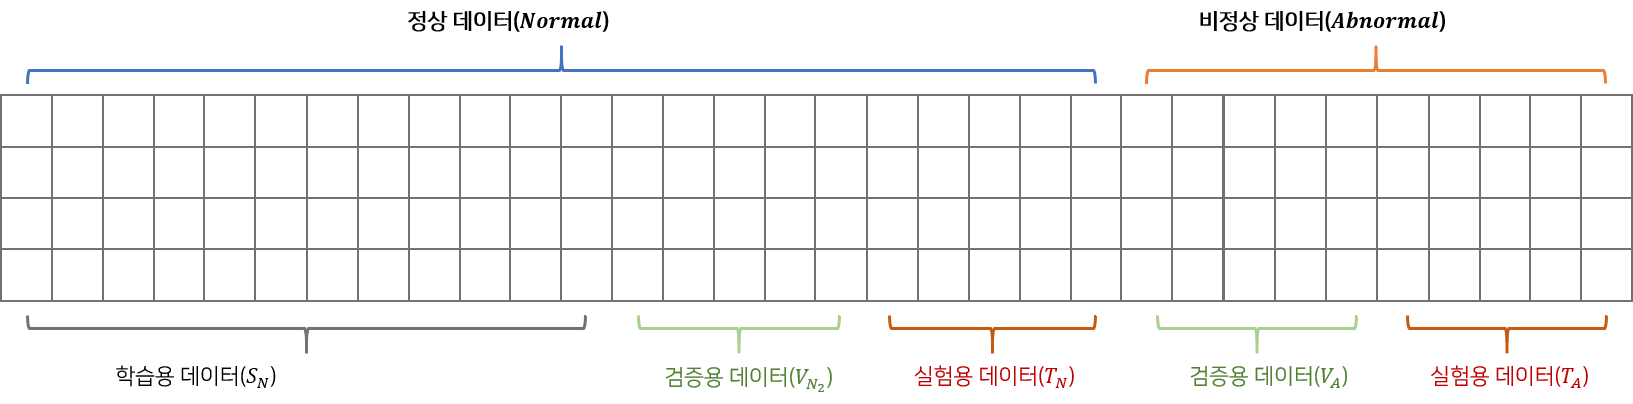 정상 데이터(Normal)
비정상 데이터(Abnormal)
학습용 데이터(S_N)
검증용 데이터(V_{N_2})
실험용 데이터(T_N)
검증용 데이터(V_A)
실험용 데이터(T_A)